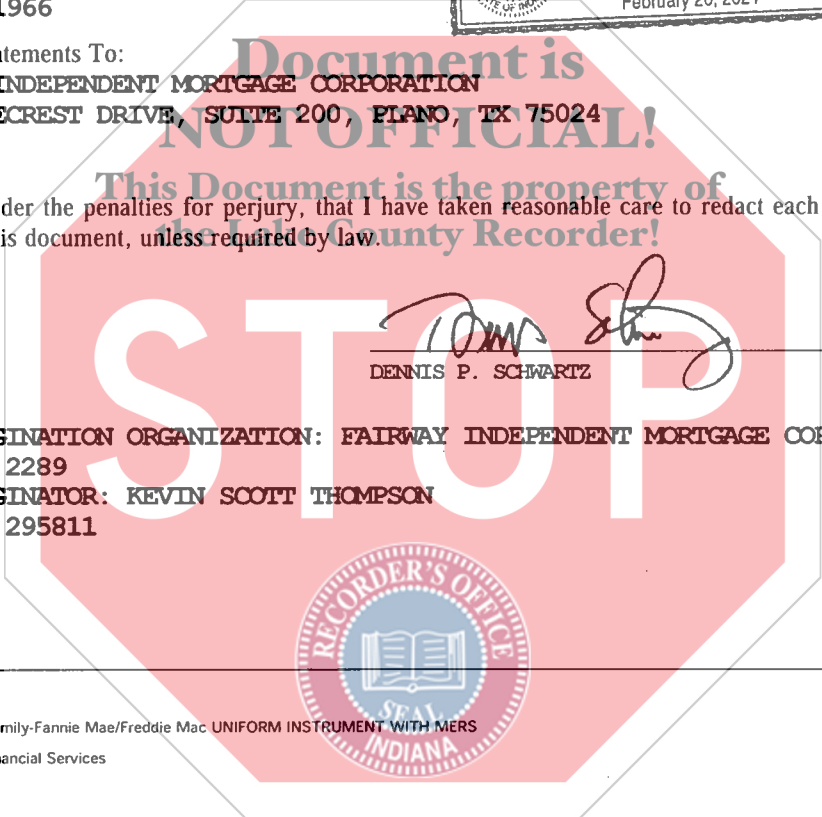 1966
February 20, 2024
tements To:
INDEPENDENT MORTGAGE CORPORATION
ECREST DRIVE, SUITE 200, PLANO, TX 75024
Document is
NOT OFFICIAL!
This Document is the property of
the Lake County Recorder!
der the penalties for perjury, that I have taken reasonable care to redact each
is document, unless required by law.
STOP
DENNIS P. SCHWARTZ
GINATION ORGANIZATION: FAIRWAY INDEPENDENT MORTGAGE COR
2289
GINATOR: KEVIN SCOTT THOMPSON
295811
RECORDER'S OFFICE
SEAL
INDIANA
mily-Fannie Mae/Freddie Mac UNIFORM INSTRUMENT WITH MERS
ancial Services